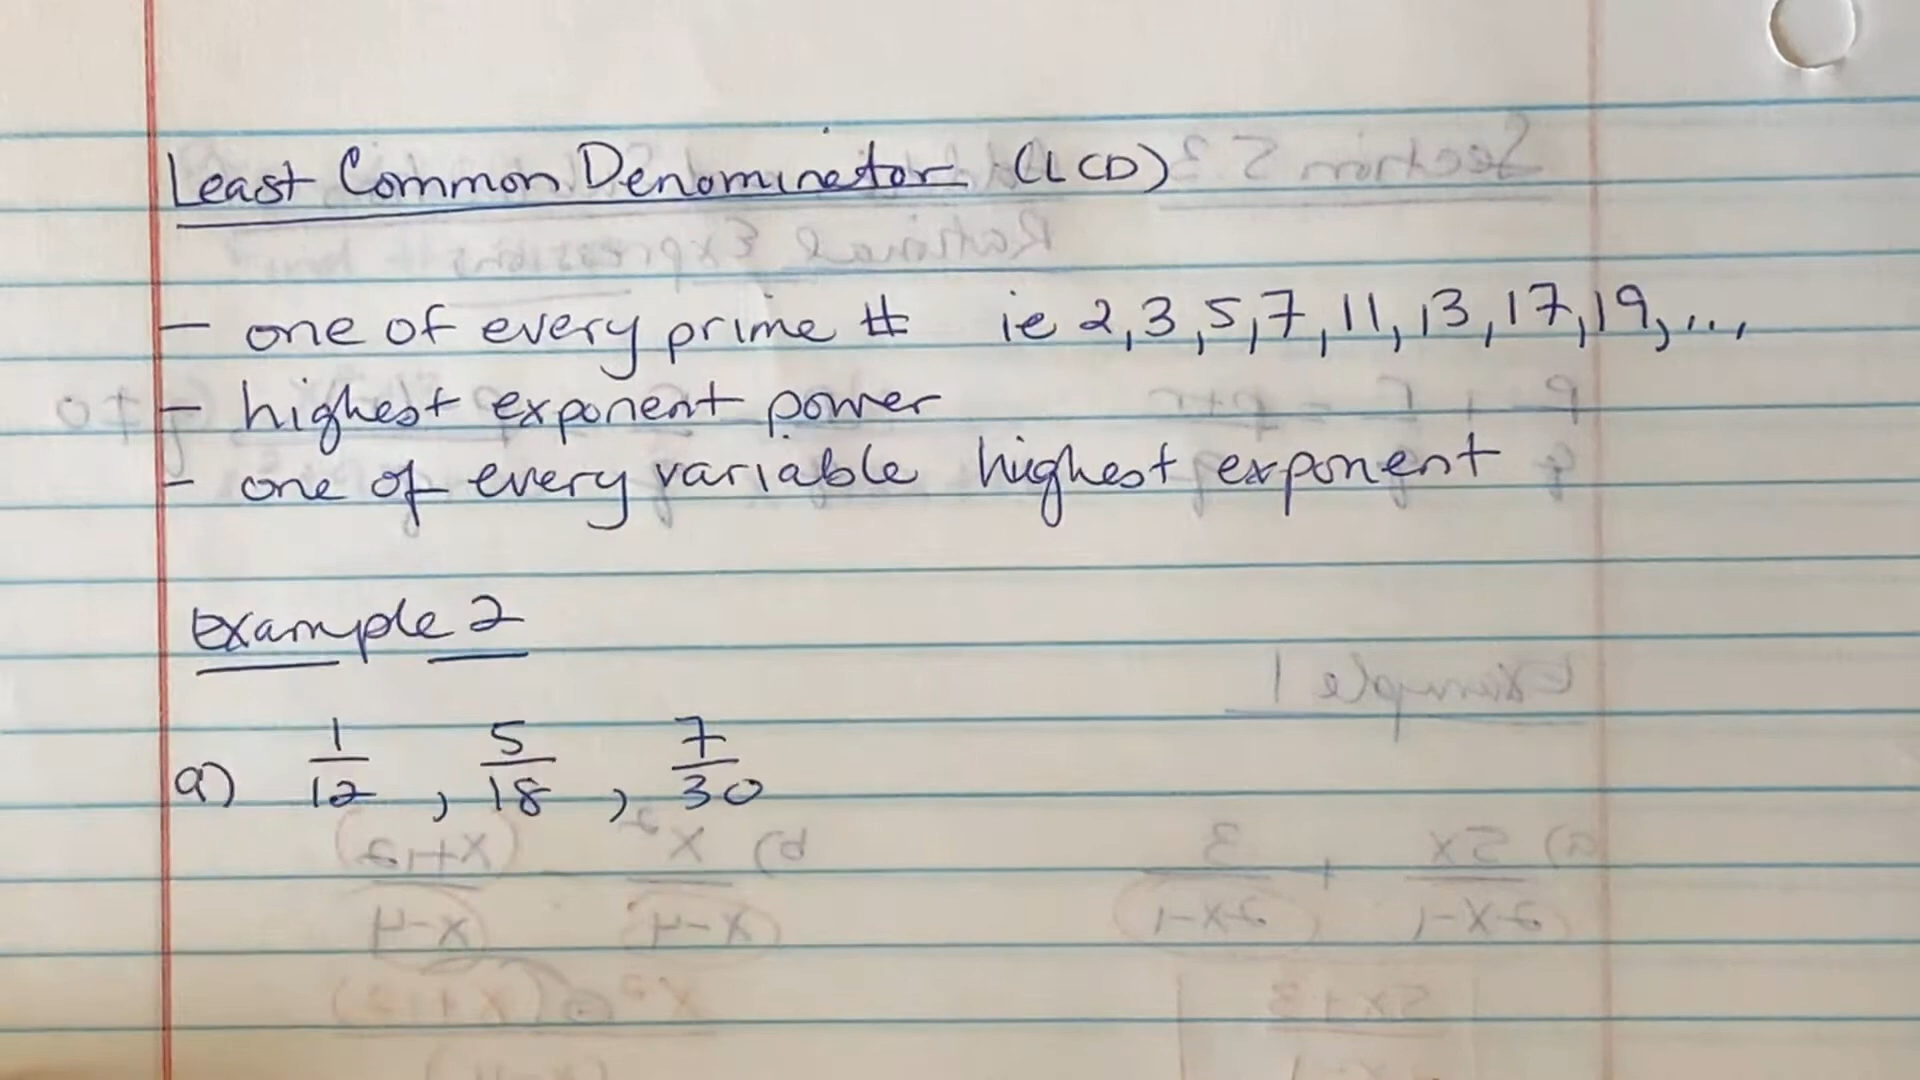 Least Common Denominator (LCD)
- one of every prime # ie 2,3,5,7,11,13,17,19,...,
- highest exponent power
- one of every variable highest exponent
Example 2
a) 1/12 , 5/18 , 7/30